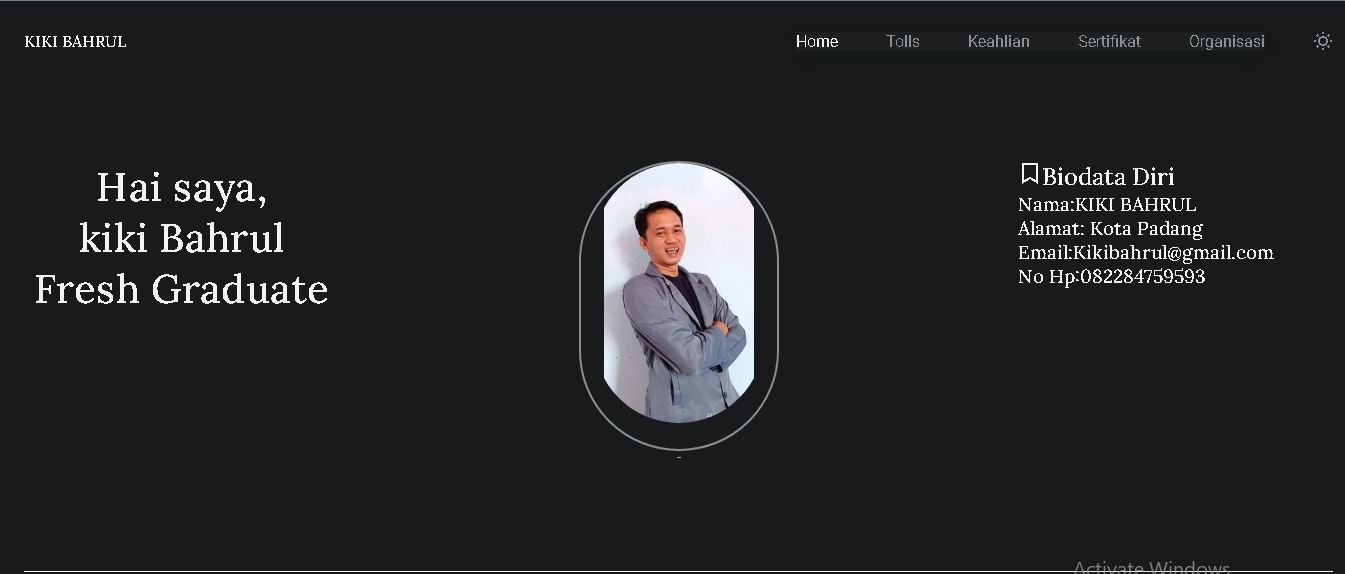 KIKI BAHRUL
Home Tolls Keahlian Sertifikat Organisasi
Hai saya,
kiki Bahrul
Fresh Graduate
Biodata Diri
Nama:KIKI BAHRUL
Alamat: Kota Padang
Email:Kikibahrul@gmail.com
No Hp:082284759593
Activate Windows